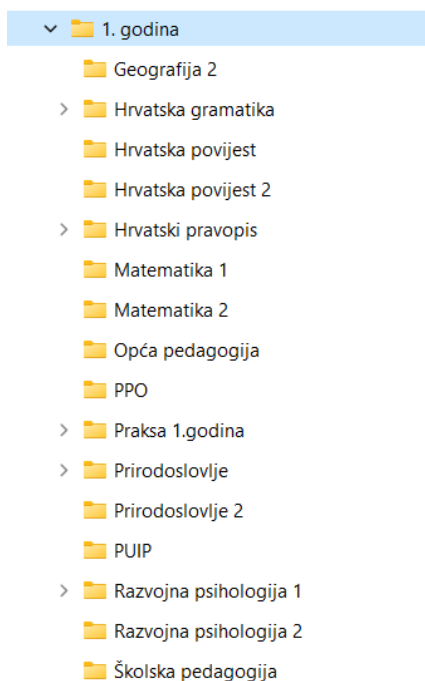 1. godina
Geografija 2
Hrvatska gramatika
Hrvatska povijest
Hrvatska povijest 2
Hrvatski pravopis
Matematika 1
Matematika 2
Opća pedagogija
PPO
Praksa 1.godina
Prirodoslovlje
Prirodoslovlje 2
PUIP
Razvojna psihologija 1
Razvojna psihologija 2
Školska pedagogija